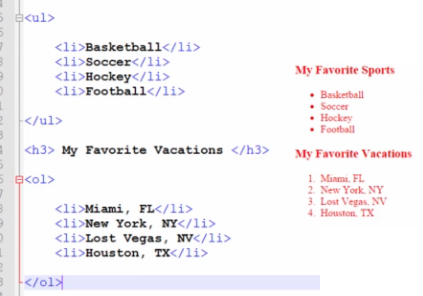 <ul>
<li>Basketball</li>
<li>Soccer</li>
<li>Hockey</li>
<li>Football</li>
</ul>
<h3> My Favorite Vacations </h3>
<ol>
<li>Miami, FL</li>
<li>New York, NY</li>
<li>Lost Vegas, NV</li>
<li>Houston, TX</li>
</ol>
My Favorite Sports
• Basketball
• Soccer
• Hockey
• Football
My Favorite Vacations
1. Miami, FL
2. New York, NY
3. Lost Vegas, NV
4. Houston, TX